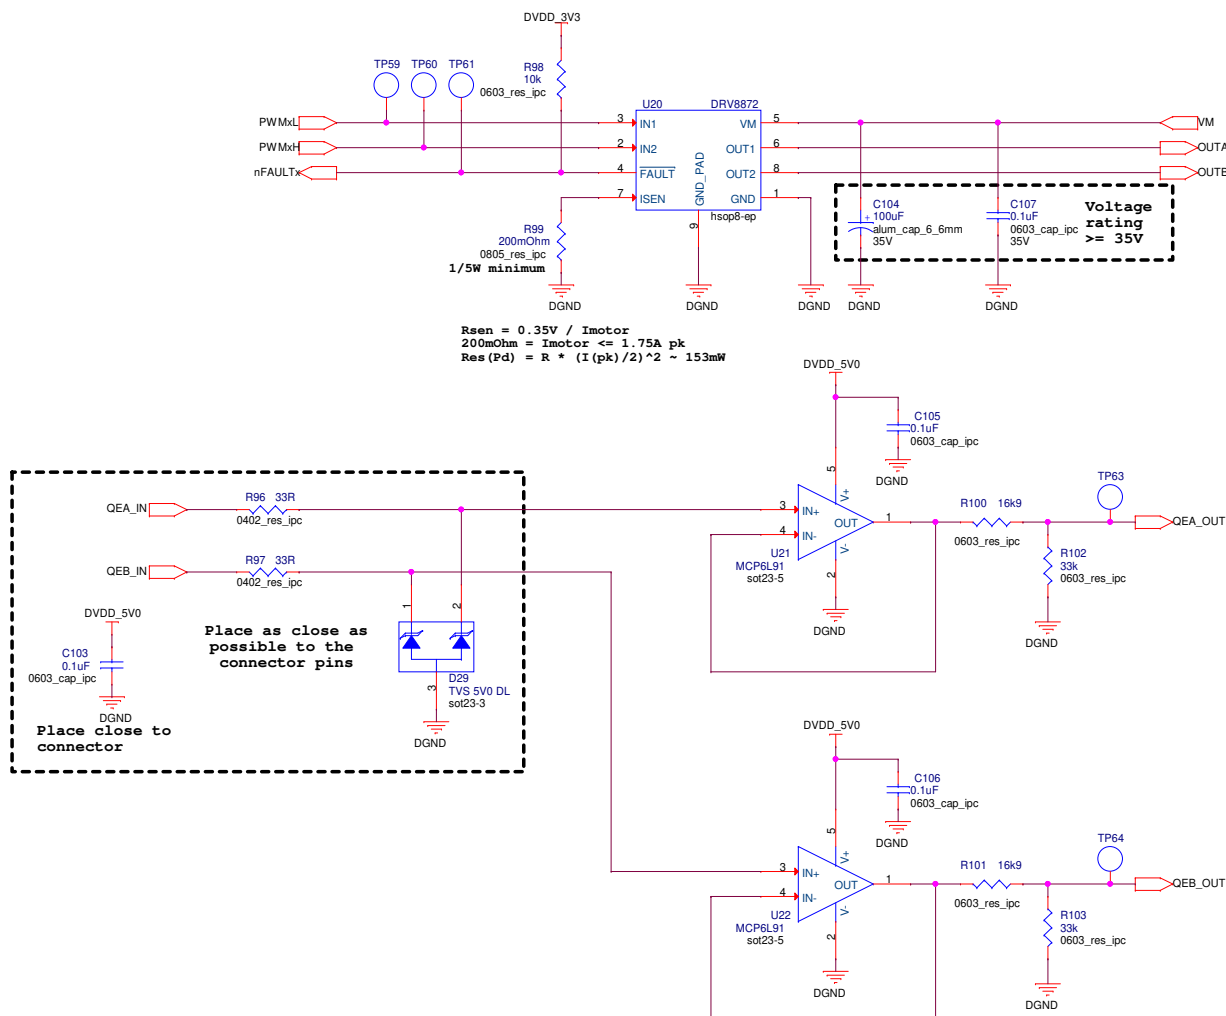 DVDD_3V3
TP59
TP60
TP61
R98
10k
0603_res_ipc
U20
DRV8872
PWMxL
3
IN1
VM
5
VM
PWMxH
2
IN2
OUT1
6
OUTA
nFAULTx
4
FAULT
OUT2
8
7
ISEN
GND
1
GND_PAD
9
hsop8-ep
R99
200mOhm
0805_res_ipc
1/5W minimum
C104
+
100uF
alum_cap_6_6mm
35V
C107
0.1uF
0603_cap_ipc
35V
Voltage
rating
>= 35V
DGND
DGND
DGND
DGND
DGND
Rsen = 0.35V / Imotor
200mOhm = Imotor <= 1.75A pk
Res(Pd) = R * (I(pk)/2)^2 ~ 153mW
DVDD_5V0
C105
0.1uF
0603_cap_ipc
DGND
5
V+
QEA_IN
R96 33R
0402_res_ipc
3
IN+
4
IN-
OUT
1
V-
2
U21
MCP6L91
sot23-5
DGND
R100 16k9
0603_res_ipc
TP63
QEA_OUT
R102
33k
0603_res_ipc
DGND
QEB_IN
R97 33R
0402_res_ipc
1
2
DVDD_5V0
C103
0.1uF
0603_cap_ipc
DGND
Place as close as
possible to the
connector pins
3
D29
TVS 5V0 DL
sot23-3
DGND
Place close to
connector
DVDD_5V0
C106
0.1uF
0603_cap_ipc
DGND
5
V+
3
IN+
4
IN-
OUT
1
V-
2
U22
MCP6L91
sot23-5
DGND
R101 16k9
0603_res_ipc
TP64
QEB_OUT
R103
33k
0603_res_ipc
DGND